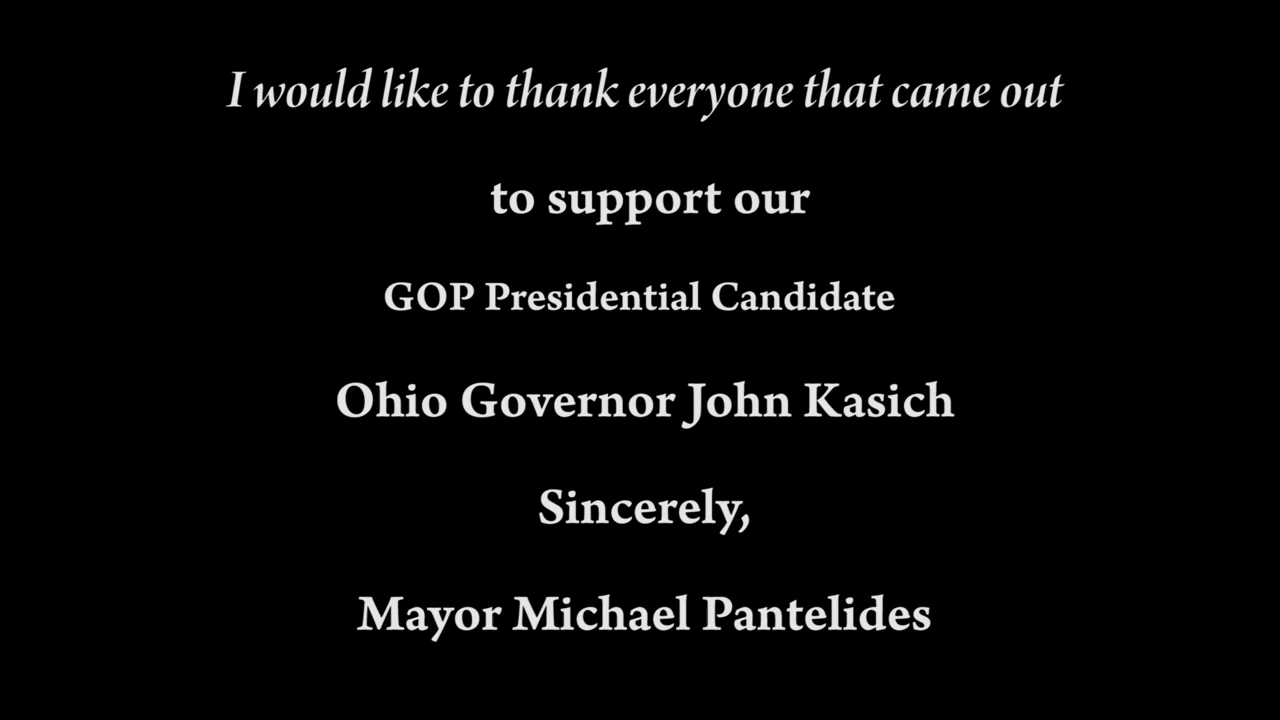 I would like to thank everyone that came out
to support our
GOP Presidential Candidate
Ohio Governor John Kasich
Sincerely,
Mayor Michael Pantelides